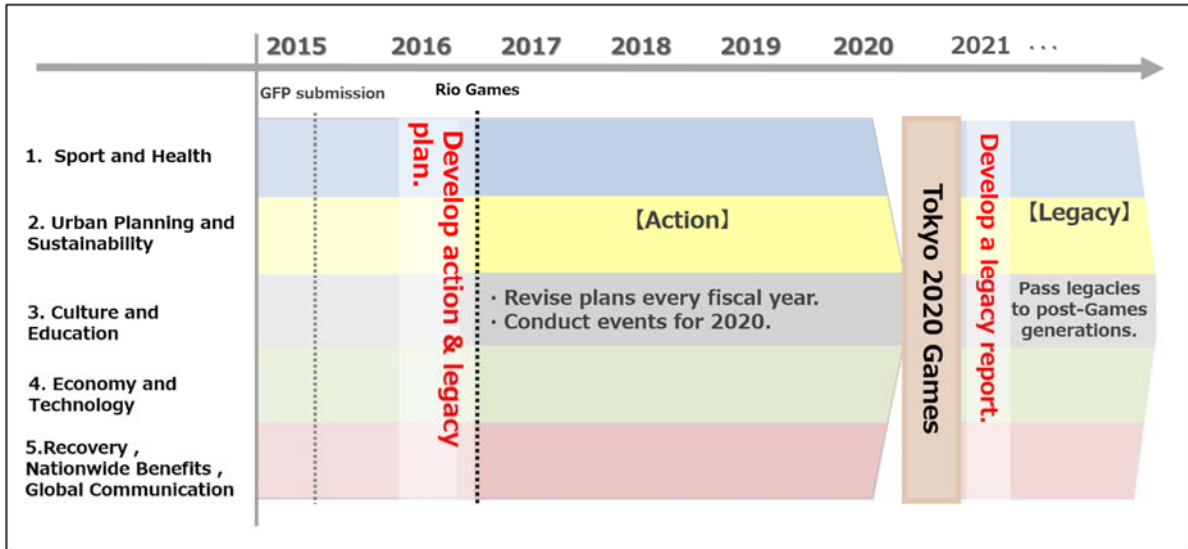 2015 2016 2017 2018 2019 2020 2021 ···
GFP submission
Rio Games
1. Sport and Health
2. Urban Planning and
Sustainability
3. Culture and
Education
4. Economy and
Technology
5.Recovery ,
Nationwide Benefits ,
Global Communication
Develop action & legacy
plan.
【Action】
· Revise plans every fiscal year.
· Conduct events for 2020.
Tokyo 2020 Games
Develop a legacy report.
【Legacy】
Pass legacies
to post-Games
generations.